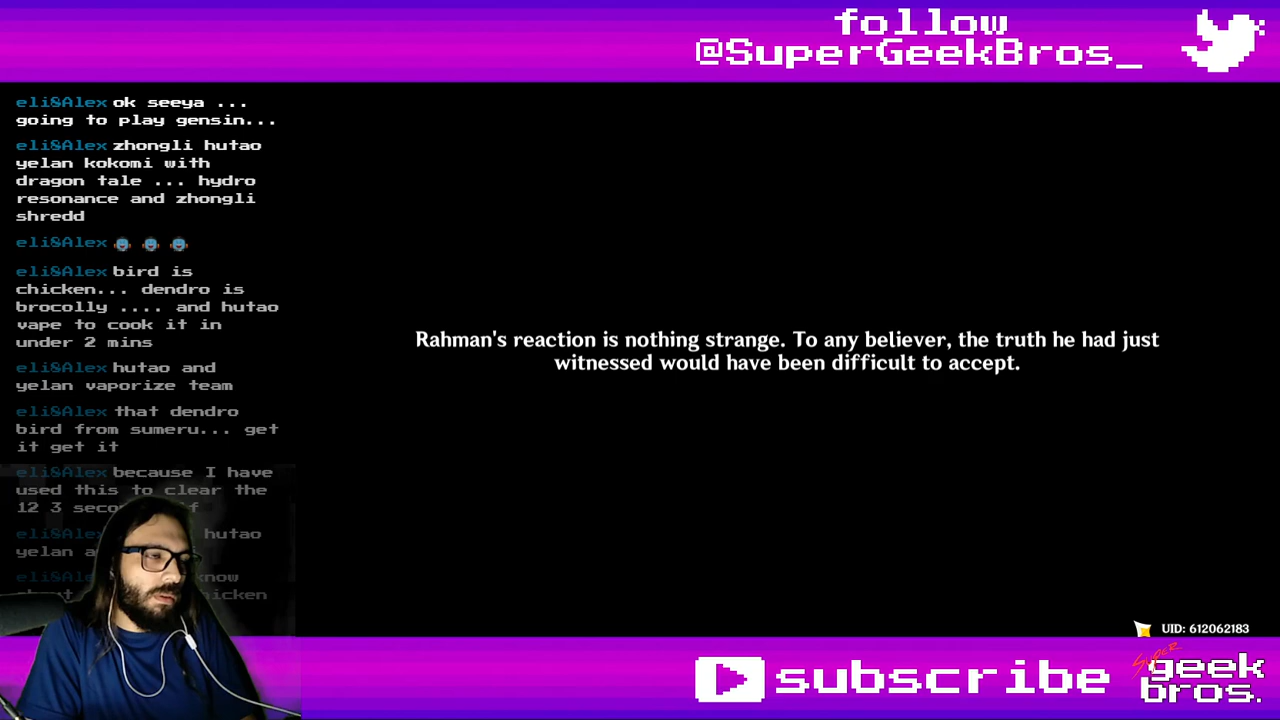 follow
@SuperGeekBros_
eli&Alex ok seeya ...
going to play gensin...
eli&Alex zhongli hutao
yelan kokomi with
dragon tale ... hydro
resonance and zhongli
shredd
eli&Alex
eli&Alex bird is
chicken... dendro is
brocolly .... and hutao
vape to cook it in
under 2 mins
eli&Alex hutao and
yelan vaporize team
eli&Alex that dendro
bird from sumeru... get
it get it
eli&Alex because I have
used this to clear the
12 3
eli&Alex hutao
yelan
eli&Alex know
Rahman's reaction is nothing strange. To any believer, the truth he had just
witnessed would have been difficult to accept.
UID: 612062183
subscribe
SUPER
geek
bros.